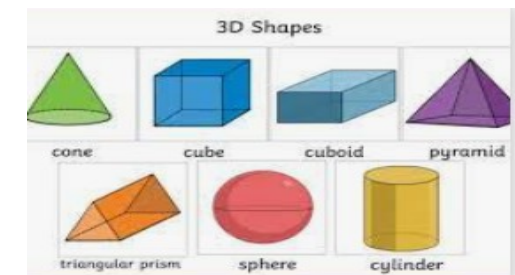 3D Shapes
cone cube cuboid pyramid
triangular prism sphere cylinder